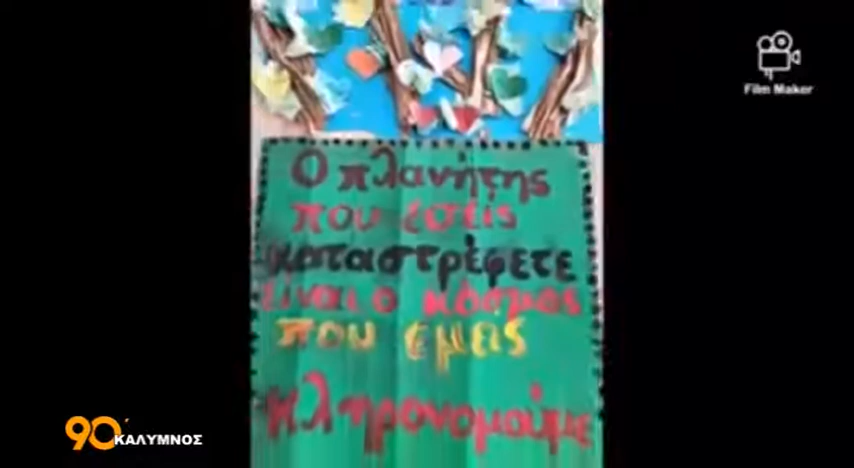 Film Maker
Ο πλανήτης
που εσείς
καταστρέφετε
είναι ο κόσμος
που εμείς
κληρονομούμε
90'
ΚΑΛΥΜΝΟΣ